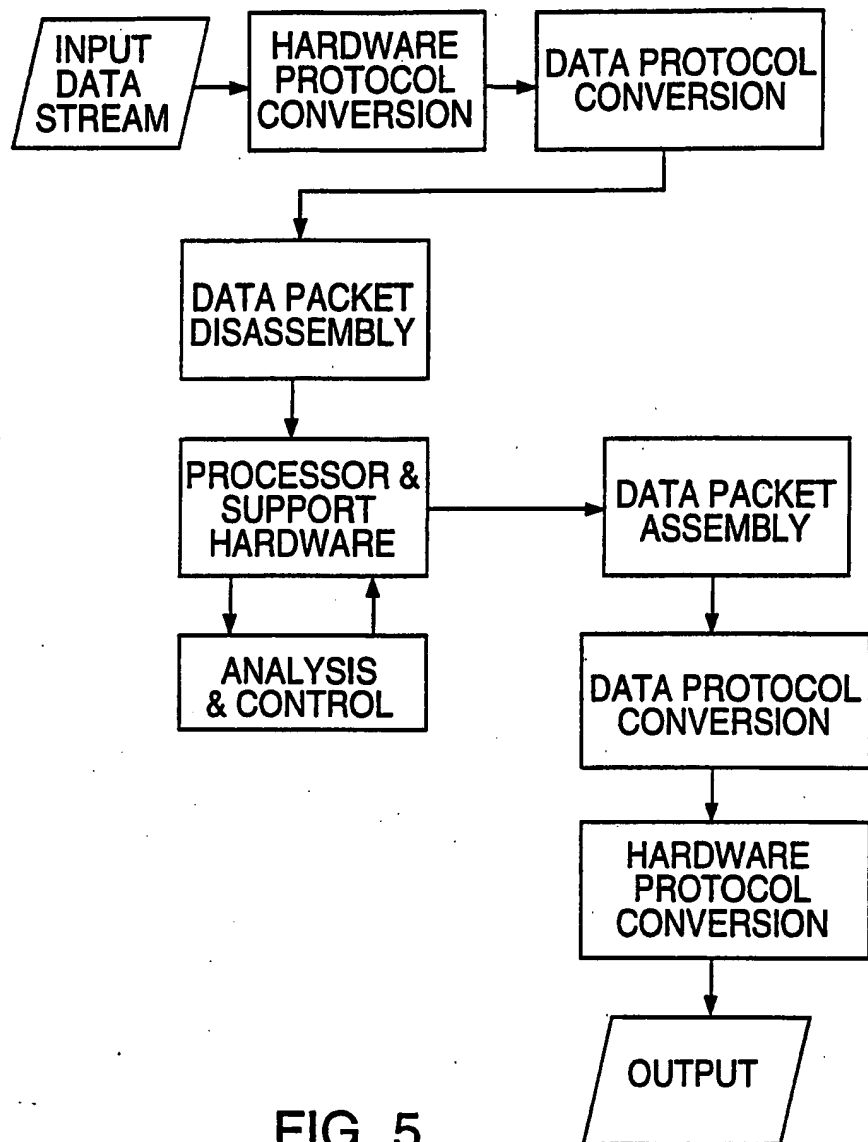 INPUT
DATA
STREAM
HARDWARE
PROTOCOL
CONVERSION
DATA PROTOCOL
CONVERSION
DATA PACKET
DISASSEMBLY
PROCESSOR &
SUPPORT
HARDWARE
DATA PACKET
ASSEMBLY
ANALYSIS
& CONTROL
DATA PROTOCOL
CONVERSION
HARDWARE
PROTOCOL
CONVERSION
OUTPUT
FIG. 5